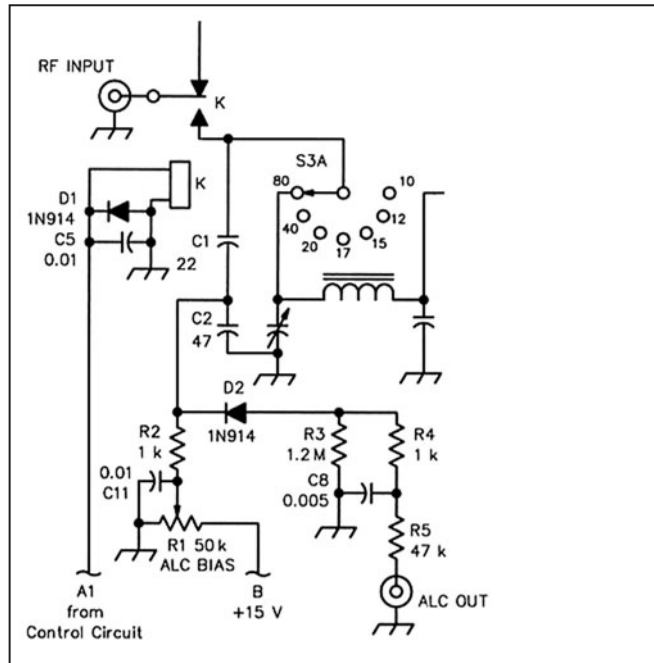 RF INPUT
K
S3A
80
10
40
12
20
17
15
K
D1
1N914
C5
0.01
22
C1
C2
47
D2
1N914
R2
1 k
R3
1.2 M
R4
1 k
0.01
C11
C8
0.005
R1 50 k
ALC BIAS
R5
47 k
A1
from
Control Circuit
B
+15 V
ALC OUT